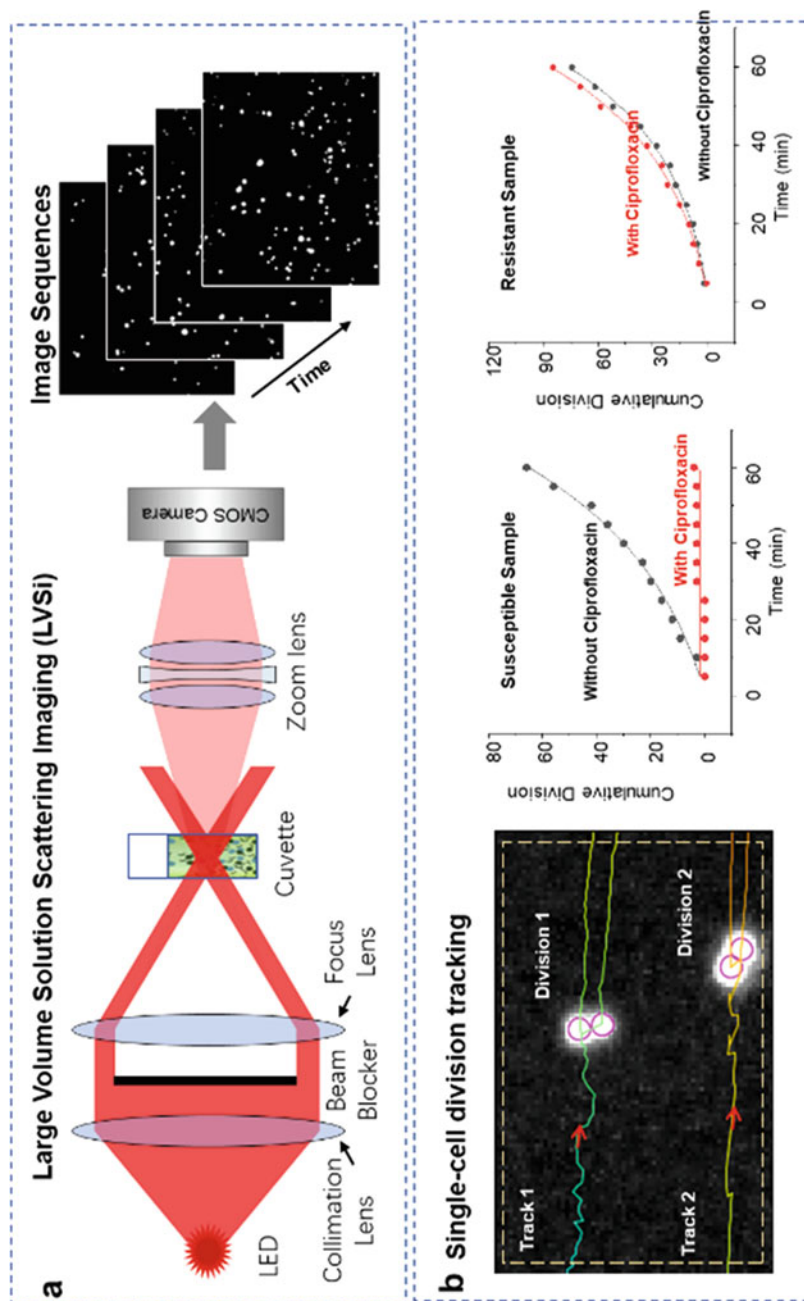 a
Large Volume Solution Scattering Imaging (LVSi)
LED
Collimation
Lens
Beam
Blocker
Focus
Lens
Cuvette
Zoom lens
CMOS Camera
Image Sequences
Time
b Single-cell division tracking
Track 1
Division 1
Track 2
Division 2
Cumulative Division
80
60
40
20
0
Susceptible Sample
Without Ciprofloxacin
With Ciprofloxacin
0 20 40 60
Time (min)
Cumulative Division
120
90
60
30
0
Resistant Sample
With Ciprofloxacin
Without Ciprofloxacin
0 20 40 60
Time (min)